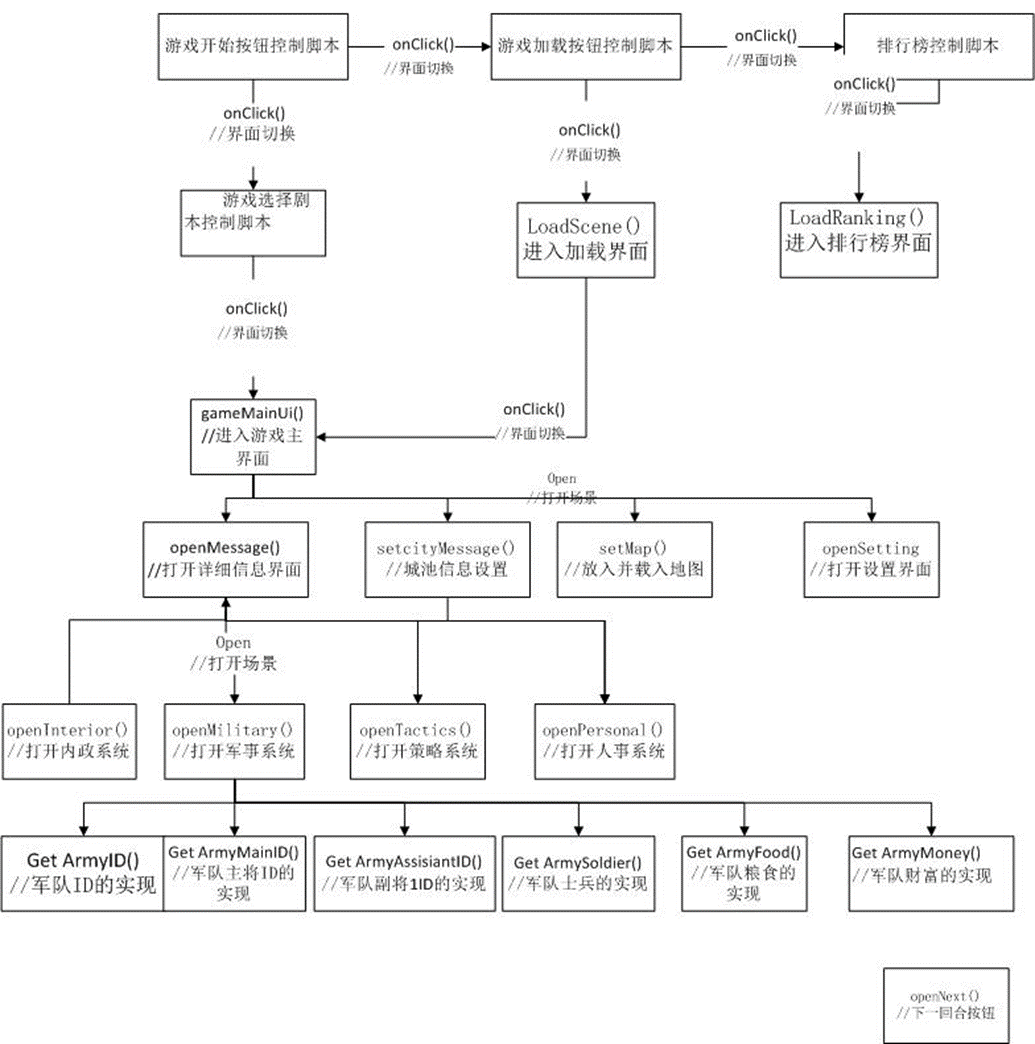 游戏开始按钮控制脚本
onClick()
//界面切换
游戏加载按钮控制脚本
onClick()
//界面切换
排行榜控制脚本
onClick()
//界面切换
onClick()
//界面切换
onClick()
//界面切换
游戏选择剧
本控制脚本
LoadScene()
进入加载界面
LoadRanking()
进入排行榜界面
onClick()
//界面切换
gameMainUi()
//进入游戏主
界面
onClick()
//界面切换
Open
//打开场景
openMessage()
//打开详细信息界面
setcityMessage()
//城池信息设置
setMap()
//放入并载入地图
openSetting
//打开设置界面
Open
//打开场景
openInterior()
//打开内政系统
openMilitary()
//打开军事系统
openTactics()
//打开策略系统
openPersonal()
//打开人事系统
Get ArmyID()
//军队ID的实现
Get ArmyMainID()
//军队主将ID的
实现
Get ArmyAssisiantID()
//军队副将1ID的实现
Get ArmySoldier()
//军队士兵的实现
Get ArmyFood()
//军队粮食的
实现
Get ArmyMoney()
//军队财富的实现
openNext()
//下一回合按钮